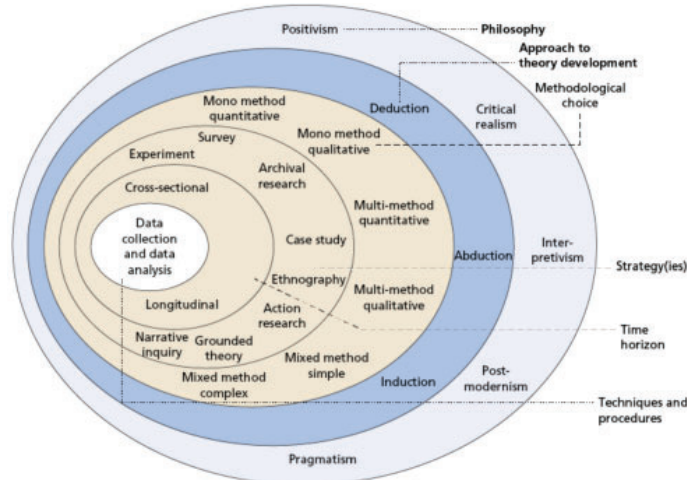 Positivism
Philosophy
Approach to
theory development
Methodological
choice
Deduction
Critical
realism
Mono method
quantitative
Mono method
qualitative
Survey
Experiment
Archival
research
Cross-sectional
Multi-method
quantitative
Data
collection
and data
analysis
Case study
Abduction
Inter-
pretivism
Strategy(ies)
Ethnography
Multi-method
qualitative
Longitudinal
Action
research
Time
horizon
Narrative
inquiry
Grounded
theory
Mixed method
simple
Mixed method
complex
Induction
Post-
modernism
Techniques and
procedures
Pragmatism